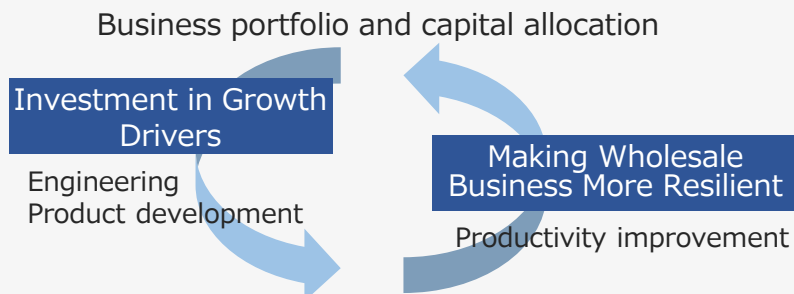 Business portfolio and capital allocation
Investment in Growth
Drivers
Engineering
Product development
Making Wholesale
Business More Resilient
Productivity improvement